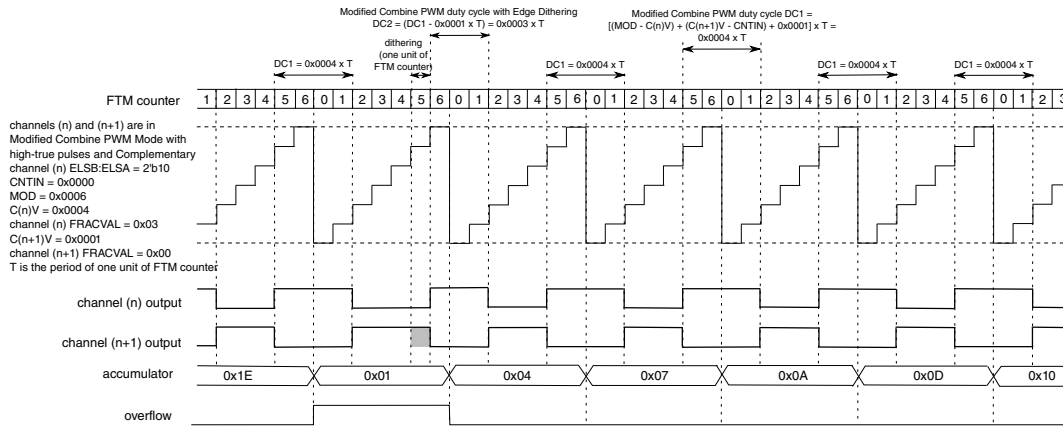 Modified Combine PWM duty cycle with Edge Dithering
DC2 = (DC1 - 0x0001 x T) = 0x0003 x T
Modified Combine PWM duty cycle DC1 =
[(MOD - C(n)V) + (C(n+1)V - CNTIN) + 0x0001] x T =
0x0004 x T
dithering
(one unit of
FTM counter)
DC1 = 0x0004 x T
DC1 = 0x0004 x T
DC1 = 0x0004 x T
DC1 = 0x0004 x T
FTM counter 1 2 3 4 5 6 0 1 2 3 4 5 6 0 1 2 3 4 5 6 0 1 2 3 4 5 6 0 1 2 3 4 5 6 0 1 2 3 4 5 6 0 1 2 3
channels (n) and (n+1) are in
Modified Combine PWM Mode with
high-true pulses and Complementary
channel (n) ELSB:ELSA = 2'b10
CNTIN = 0x0000
MOD = 0x0006
C(n)V = 0x0004
channel (n) FRACVAL = 0x03
C(n+1)V = 0x0001
channel (n+1) FRACVAL = 0x00
T is the period of one unit of FTM counter
channel (n) output
channel (n+1) output
accumulator 0x1E 0x01 0x04 0x07 0x0A 0x0D 0x10
overflow